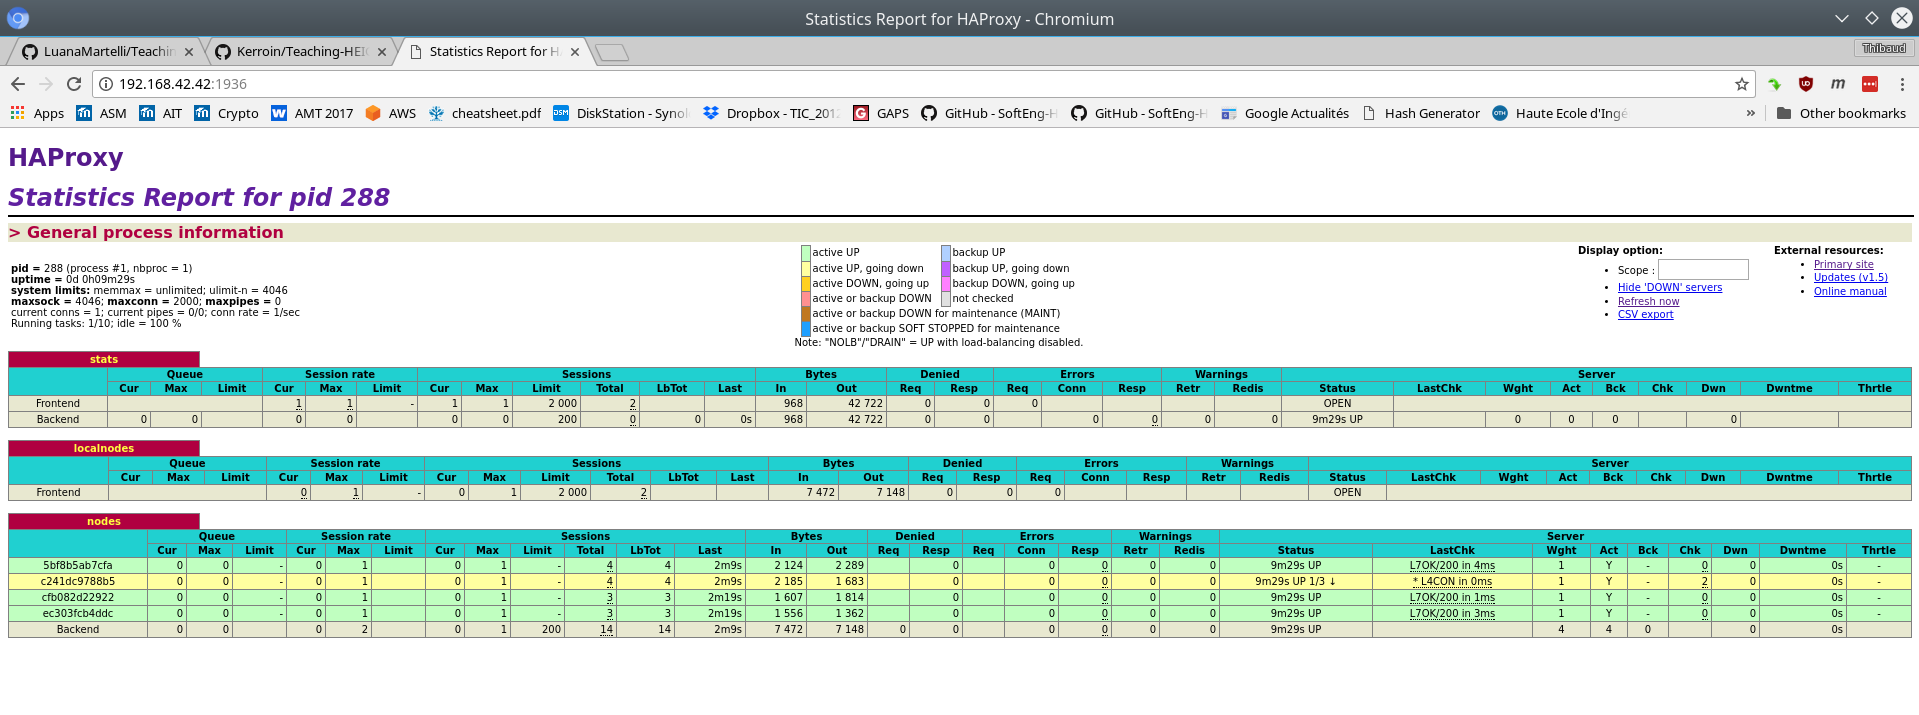 Statistics Report for HAProxy - Chromium
LuanaMartelli/Teachin Kerroin/Teaching-HEI Statistics Report for H Thibaud
192.168.42.42:1936
Apps ASM AIT Crypto AMT 2017 AWS cheatsheet.pdf DiskStation - Synol Dropbox - TIC_201 GAPS GitHub - SoftEng-H GitHub - SoftEng-H Google Actualités Hash Generator Haute Ecole d'Ingé » Other bookmarks
HAProxy
Statistics Report for pid 288
> General process information
pid = 288 (process #1, nbproc = 1)
uptime = 0d 0h09m29s
system limits: memmax = unlimited; ulimit-n = 4046
maxsock = 4046; maxconn = 2000; maxpipes = 0
current conns = 1; current pipes = 0/0; conn rate = 1/sec
Running tasks: 1/10; idle = 100 %
active UP backup UP
active UP, going down backup UP, going down
active DOWN, going up backup DOWN, going up
active or backup DOWN not checked
active or backup DOWN for maintenance (MAINT)
active or backup SOFT STOPPED for maintenance
Note: "NOLB"/"DRAIN" = UP with load-balancing disabled.
Display option:
• Scope :
• Hide 'DOWN' servers
• Refresh now
• CSV export
External resources:
• Primary site
• Updates (v1.5)
• Online manual
stats
Queue Session rate Sessions Bytes Denied Errors Warnings Server
Cur Max Limit Cur Max Limit Cur Max Limit Total LbTot Last In Out Req Resp Req Conn Resp Retr Redis Status LastChk Wght Act Bck Chk Dwn Dwntme Thrtle
Frontend 1 1 - 1 1 2 000 2 968 42 722 0 0 0 OPEN
Backend 0 0 0 0 0 0 200 0 0 0s 968 42 722 0 0 0 0 0 0 9m29s UP 0 0 0 0
localnodes
Queue Session rate Sessions Bytes Denied Errors Warnings Server
Cur Max Limit Cur Max Limit Cur Max Limit Total LbTot Last In Out Req Resp Req Conn Resp Retr Redis Status LastChk Wght Act Bck Chk Dwn Dwntme Thrtle
Frontend 0 1 - 0 1 2 000 2 7 472 7 148 0 0 0 OPEN
nodes
Queue Session rate Sessions Bytes Denied Errors Warnings Server
Cur Max Limit Cur Max Limit Cur Max Limit Total LbTot Last In Out Req Resp Req Conn Resp Retr Redis Status LastChk Wght Act Bck Chk Dwn Dwntme Thrtle
5bf8b5ab7cfa 0 0 - 0 1 0 1 - 4 4 2m9s 2 124 2 289 0 0 0 0 0 9m29s UP L7OK/200 in 4ms 1 Y - 0 0 0s -
c241dc9788b5 0 0 - 0 1 0 1 - 4 4 2m9s 2 185 1 683 0 0 0 0 0 9m29s UP 1/3 ↓ * L4CON in 0ms 1 Y - 2 0 0s -
cfb082d22922 0 0 - 0 1 0 1 - 3 3 2m19s 1 607 1 814 0 0 0 0 0 9m29s UP L7OK/200 in 1ms 1 Y - 0 0 0s -
ec303fcb4ddc 0 0 - 0 1 0 1 - 3 3 2m19s 1 556 1 362 0 0 0 0 0 9m29s UP L7OK/200 in 3ms 1 Y - 0 0 0s -
Backend 0 0 0 2 0 1 200 14 14 2m9s 7 472 7 148 0 0 0 0 0 0 9m29s UP 4 4 0 0 0s